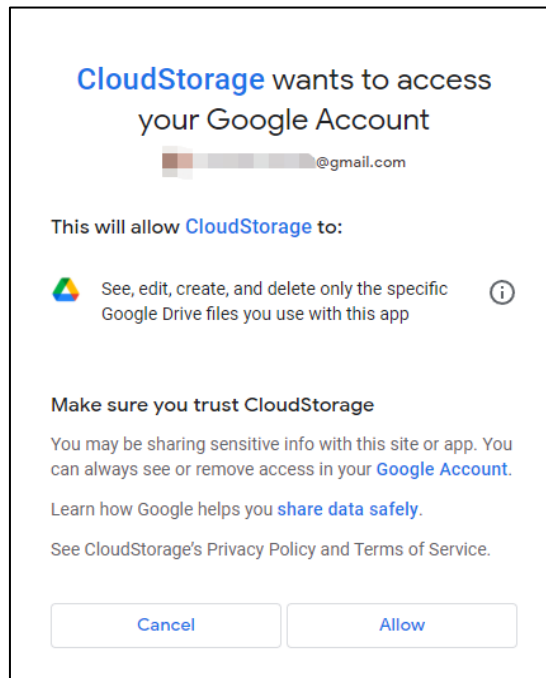 CloudStorage wants to access
your Google Account
@gmail.com
This will allow CloudStorage to:
See, edit, create, and delete only the specific
Google Drive files you use with this app
Make sure you trust CloudStorage
You may be sharing sensitive info with this site or app. You
can always see or remove access in your Google Account.
Learn how Google helps you share data safely.
See CloudStorage's Privacy Policy and Terms of Service.
Cancel
Allow